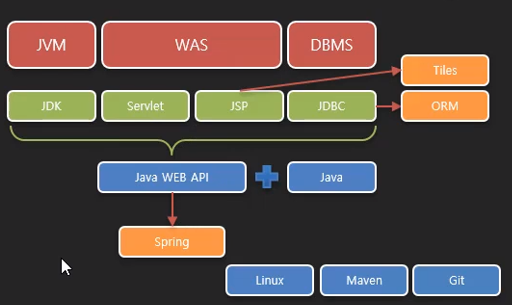 JVM
WAS
DBMS
Tiles
JDK
Servlet
JSP
JDBC
ORM
Java WEB API
Java
Spring
Linux
Maven
Git